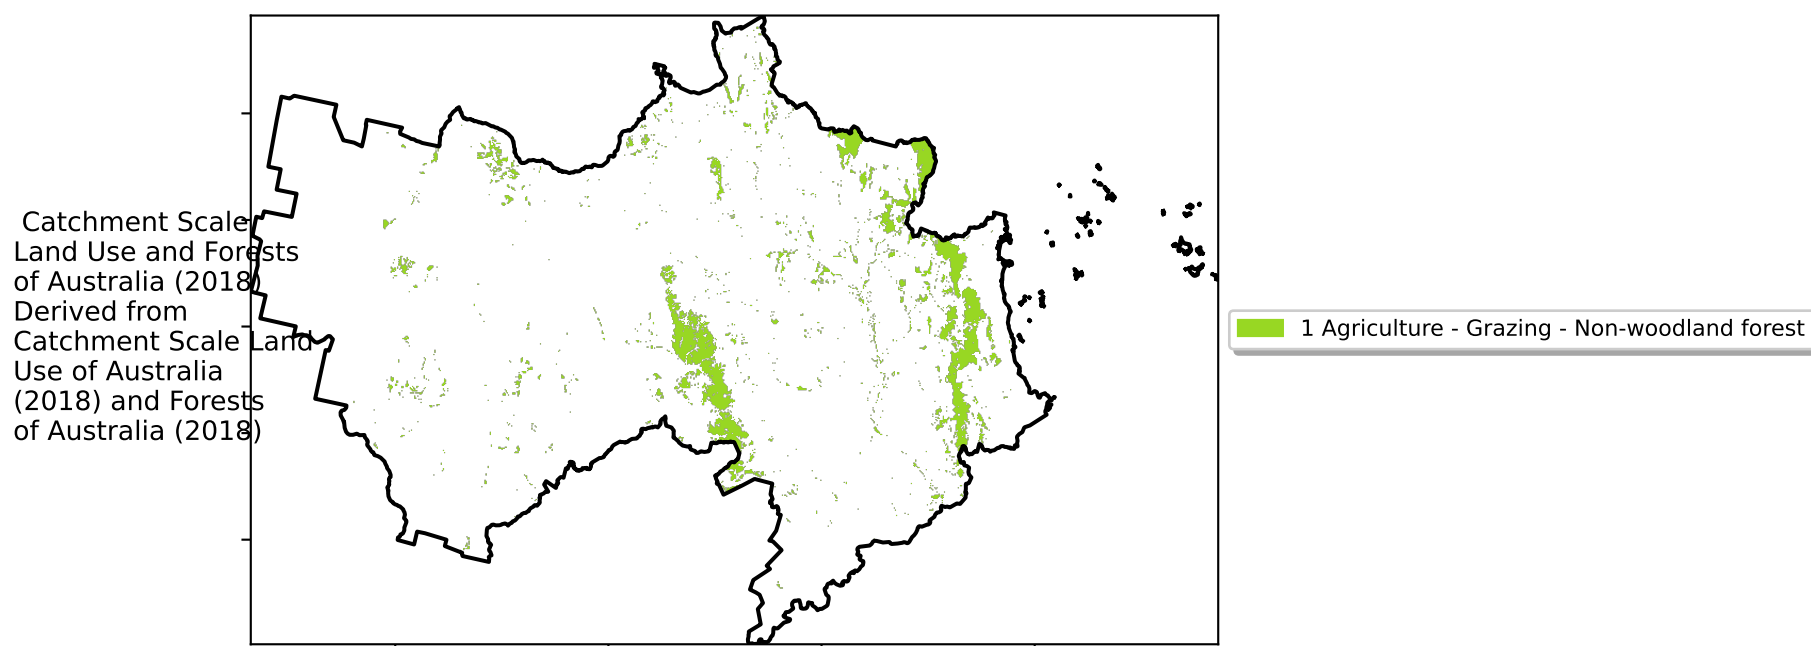 Catchment Scale
Land Use and Forests
of Australia (2018)
Derived from
Catchment Scale Land
Use of Australia
(2018) and Forests
of Australia (2018)
1 Agriculture - Grazing - Non-woodland forest